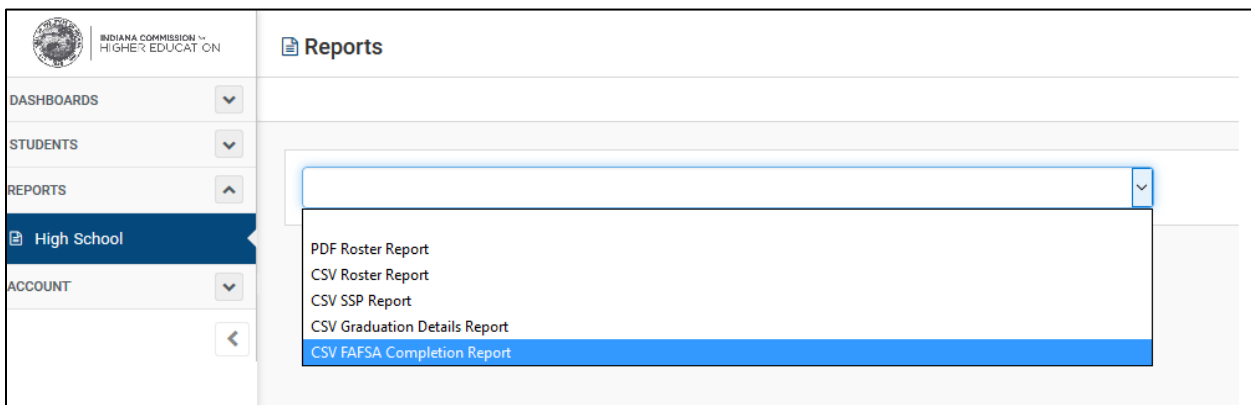 INDIANA COMMISSION for
HIGHER EDUCATION
Reports
DASHBOARDS
STUDENTS
REPORTS
High School
ACCOUNT
PDF Roster Report
CSV Roster Report
CSV SSP Report
CSV Graduation Details Report
CSV FAFSA Completion Report